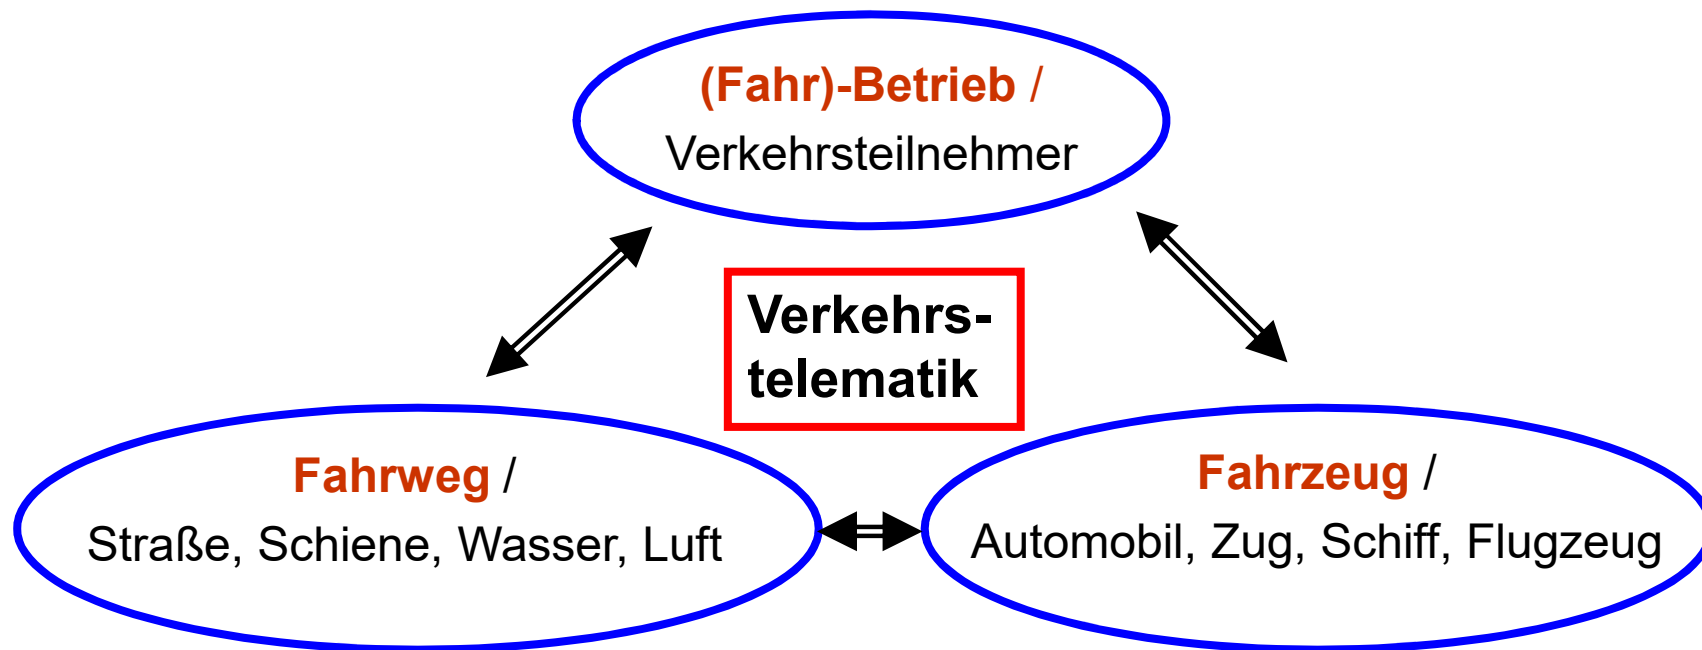 (Fahr)-Betrieb /
Verkehrsteilnehmer
Verkehrs-
telematik
Fahrweg /
Straße, Schiene, Wasser, Luft
Fahrzeug /
Automobil, Zug, Schiff, Flugzeug